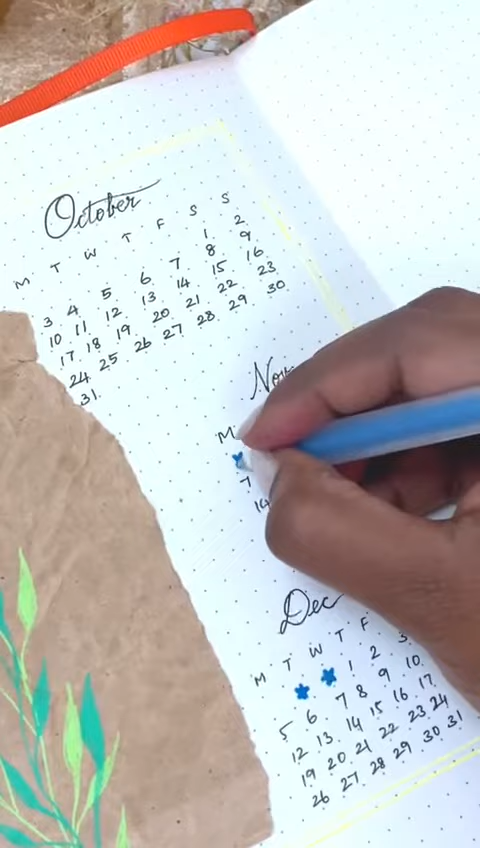 October
M T W T F S S
1 2
3 4 5 6 7 8 9
10 11 12 13 14 15 16
17 18 19 20 21 22 23
24 25 26 27 28 29 30
31
M
7
14
Dec
M T W T F
1 2 3
5 6 7 8 9 10
12 13 14 15 16 17
19 20 21 22 23 24
26 27 28 29 30 31